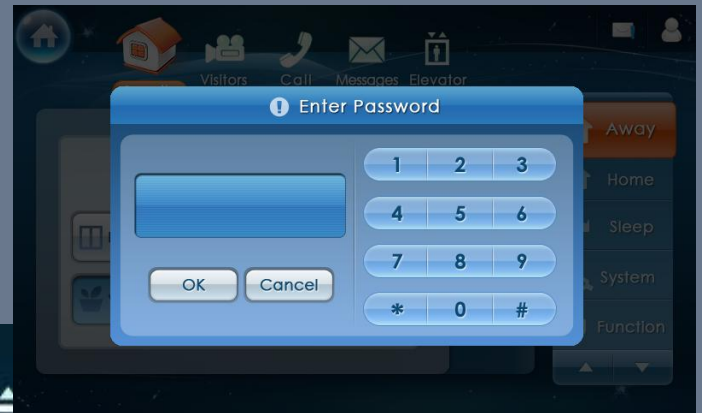 Visitors Call Messages Elevator
Enter Password
Away
1 2 3
Home
4 5 6
Sleep
7 8 9
System
OK Cancel
* 0 #
Function